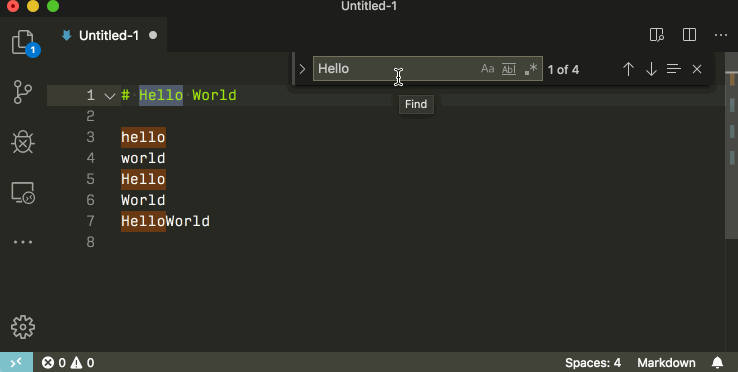 Untitled-1
Untitled-1
Hello Aa Abl .* 1 of 4
Find
1
1 # Hello World
2
3 hello
4 world
5 Hello
6 World
7 HelloWorld
8
0 0 Spaces: 4 Markdown